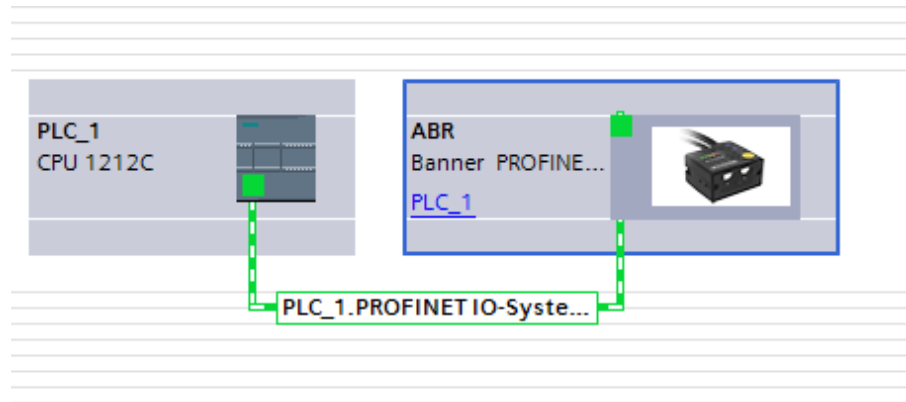 PLC_1
CPU 1212C
ABR
Banner PROFINE...
PLC_1
PLC_1.PROFINET IO-Syste...